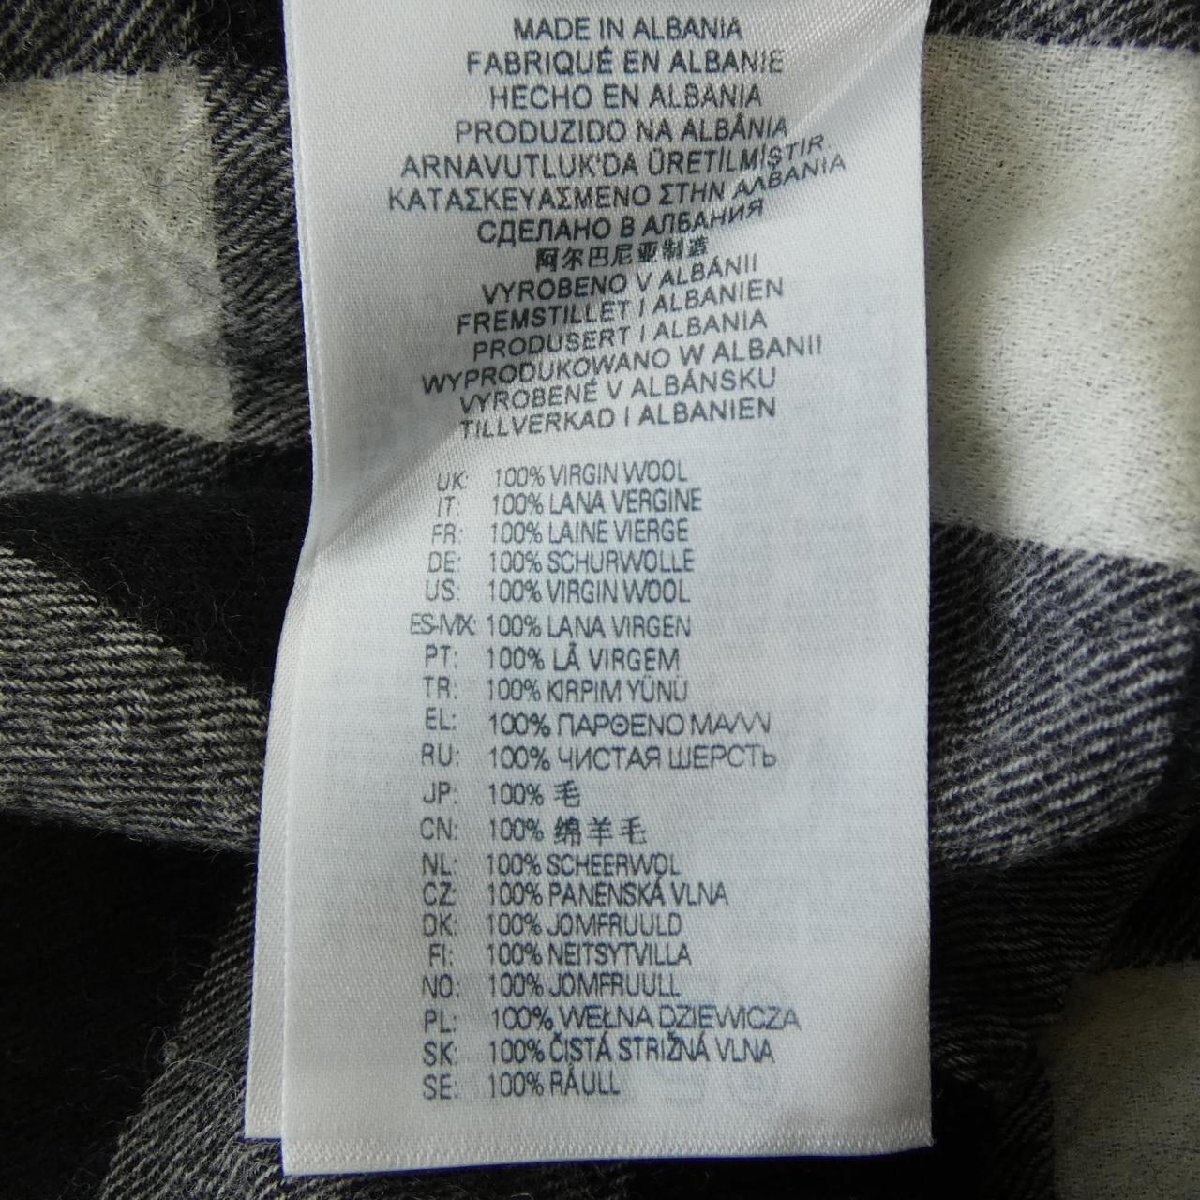 MADE IN ALBANIA
FABRIQUÉ EN ALBANIE
HECHO EN ALBANIA
PRODUZIDO NA ALBÂNIA
ARNAVUTLUK'DA ÜRETİLMİŞTİR.
ΚΑΤΑΣΚΕΥΑΣΜΕΝΟ ΣΤΗΝ ΑΛΒΑΝΙΑ
СДЕЛАНО В АЛБАНИЯ
阿尔巴尼亚制造
VYROBENO V ALBÁNII
FREMSTILLET I ALBANIEN
PRODUSERT I ALBANIA
WYPRODUKOWANO W ALBANII
VYROBENÉ V ALBÁNSKU
TILLVERKAD I ALBANIEN
UK: 100% VIRGIN WOOL
IT: 100% LANA VERGINE
FR: 100% LAINE VIERGE
DE: 100% SCHURWOLLE
US: 100% VIRGIN WOOL
ES-MX: 100% LANA VIRGEN
PT: 100% LÃ VIRGEM
TR: 100% KIRPIM YÜNÜ
EL: 100% ΠΑΡΘΕΝΟ ΜΑΛΛΙ
RU: 100% ЧИСТАЯ ШЕРСТЬ
JP: 100% 毛
CN: 100% 绵羊毛
NL: 100% SCHEERWOL
CZ: 100% PANENSKÁ VLNA
DK: 100% JOMFRUULD
FI: 100% NEITSYTVILLA
NO: 100% JOMFRUULL
PL: 100% WEŁNA DZIEWICZA
SK: 100% ČISTÁ STRIŽNÁ VLNA
SE: 100% RÅULL